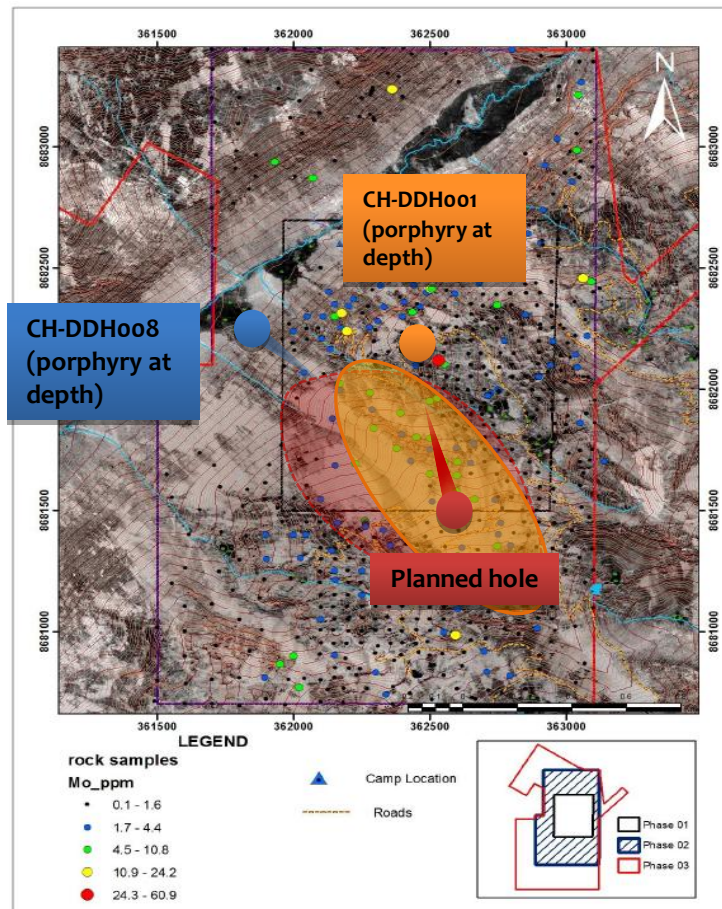 361500 362000 362500 363000
N
8683000
8683000
CH-DDH001
(porphyry at
depth)
8682500
8682500
CH-DDH008
(porphyry at
depth)
8682000
8682000
8681500
8681500
Planned hole
8681000
8681000
361500 362000 362500 363000
LEGEND
rock samples
Mo_ppm
0.1 - 1.6
1.7 - 4.4
4.5 - 10.8
10.9 - 24.2
24.3 - 60.9
Camp Location
Roads
Phase 01
Phase 02
Phase 03